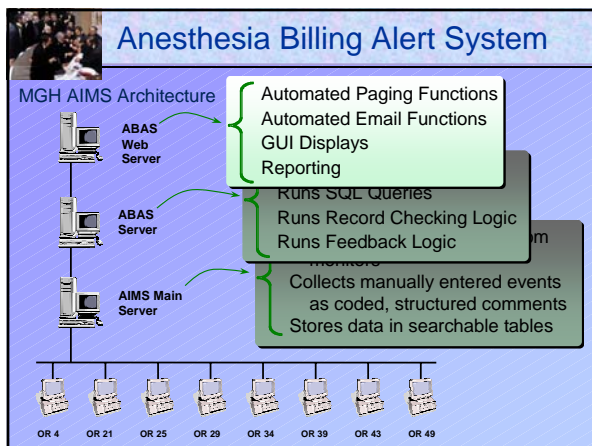 Anesthesia Billing Alert System
MGH AIMS Architecture
ABAS
Web
Server
Automated Paging Functions
Automated Email Functions
GUI Displays
Reporting
ABAS
Server
Runs SQL Queries
Runs Record Checking Logic
Runs Feedback Logic
AIMS Main
Server
monitors
Collects manually entered events
as coded, structured comments
Stores data in searchable tables
OR 4 OR 21 OR 25 OR 29 OR 34 OR 39 OR 43 OR 49